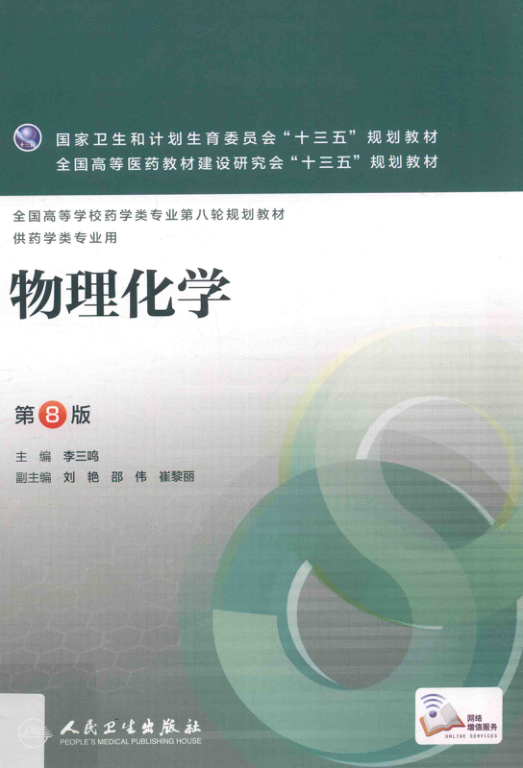 国家卫生和计划生育委员会“十三五”规划教材
全国高等医药教材建设研究会“十三五”规划教材
十三五
全国高等学校药学类专业第八轮规划教材
供药学类专业用
物理化学
第8版
主 编 李三鸣
副主编 刘 艳 邵 伟 崔黎丽
人民卫生出版社
PEOPLE'S MEDICAL PUBLISHING HOUSE
网络
增值服务
ONLINE SERVICES